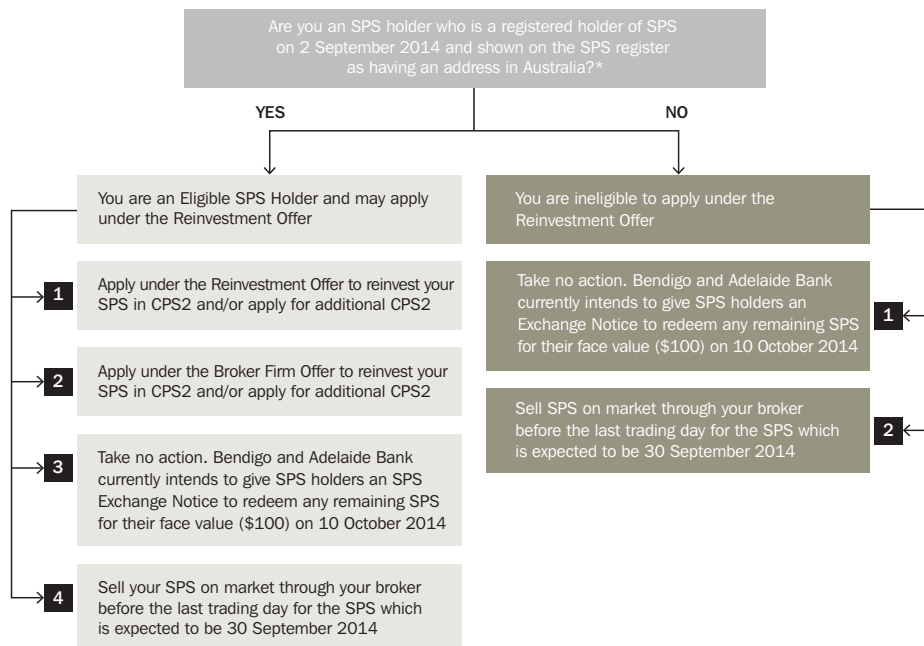 Are you an SPS holder who is a registered holder of SPS
on 2 September 2014 and shown on the SPS register
as having an address in Australia?*
YES
NO
You are an Eligible SPS Holder and may apply
under the Reinvestment Offer
1
Apply under the Reinvestment Offer to reinvest your
SPS in CPS2 and/or apply for additional CPS2
2
Apply under the Broker Firm Offer to reinvest your
SPS in CPS2 and/or apply for additional CPS2
3
Take no action. Bendigo and Adelaide Bank
currently intends to give SPS holders an SPS
Exchange Notice to redeem any remaining SPS
for their face value ($100) on 10 October 2014
4
Sell your SPS on market through your broker
before the last trading day for the SPS which
is expected to be 30 September 2014
You are ineligible to apply under the
Reinvestment Offer
Take no action. Bendigo and Adelaide Bank
currently intends to give SPS holders an
Exchange Notice to redeem any remaining SPS
for their face value ($100) on 10 October 2014
1
Sell SPS on market through your broker
before the last trading day for the SPS which
is expected to be 30 September 2014
2